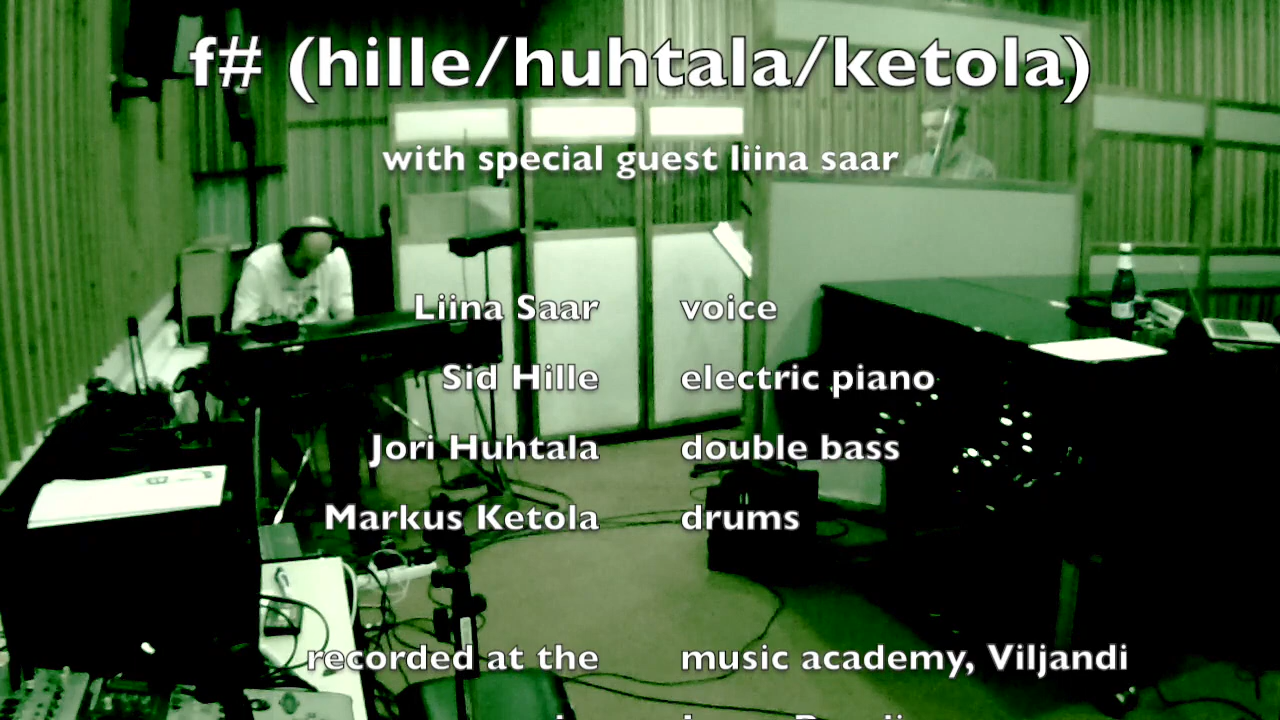 f# (hille/huhtala/ketola)
with special guest liina saar
Liina Saar voice
Sid Hille electric piano
Jori Huhtala double bass
Markus Ketola drums
recorded at the music academy, Viljandi